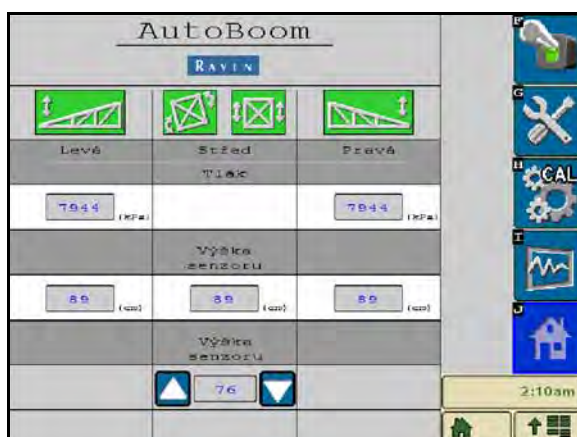 AutoBoom
RAVEN
Levá Střed Pravá
Tlak
7944 (kPa) 7944 (kPa)
Výška
senzoru
89 (cm) 89 (cm) 89 (cm)
Výška
senzoru
76
F
G
H
CAL
I
J
2:10am